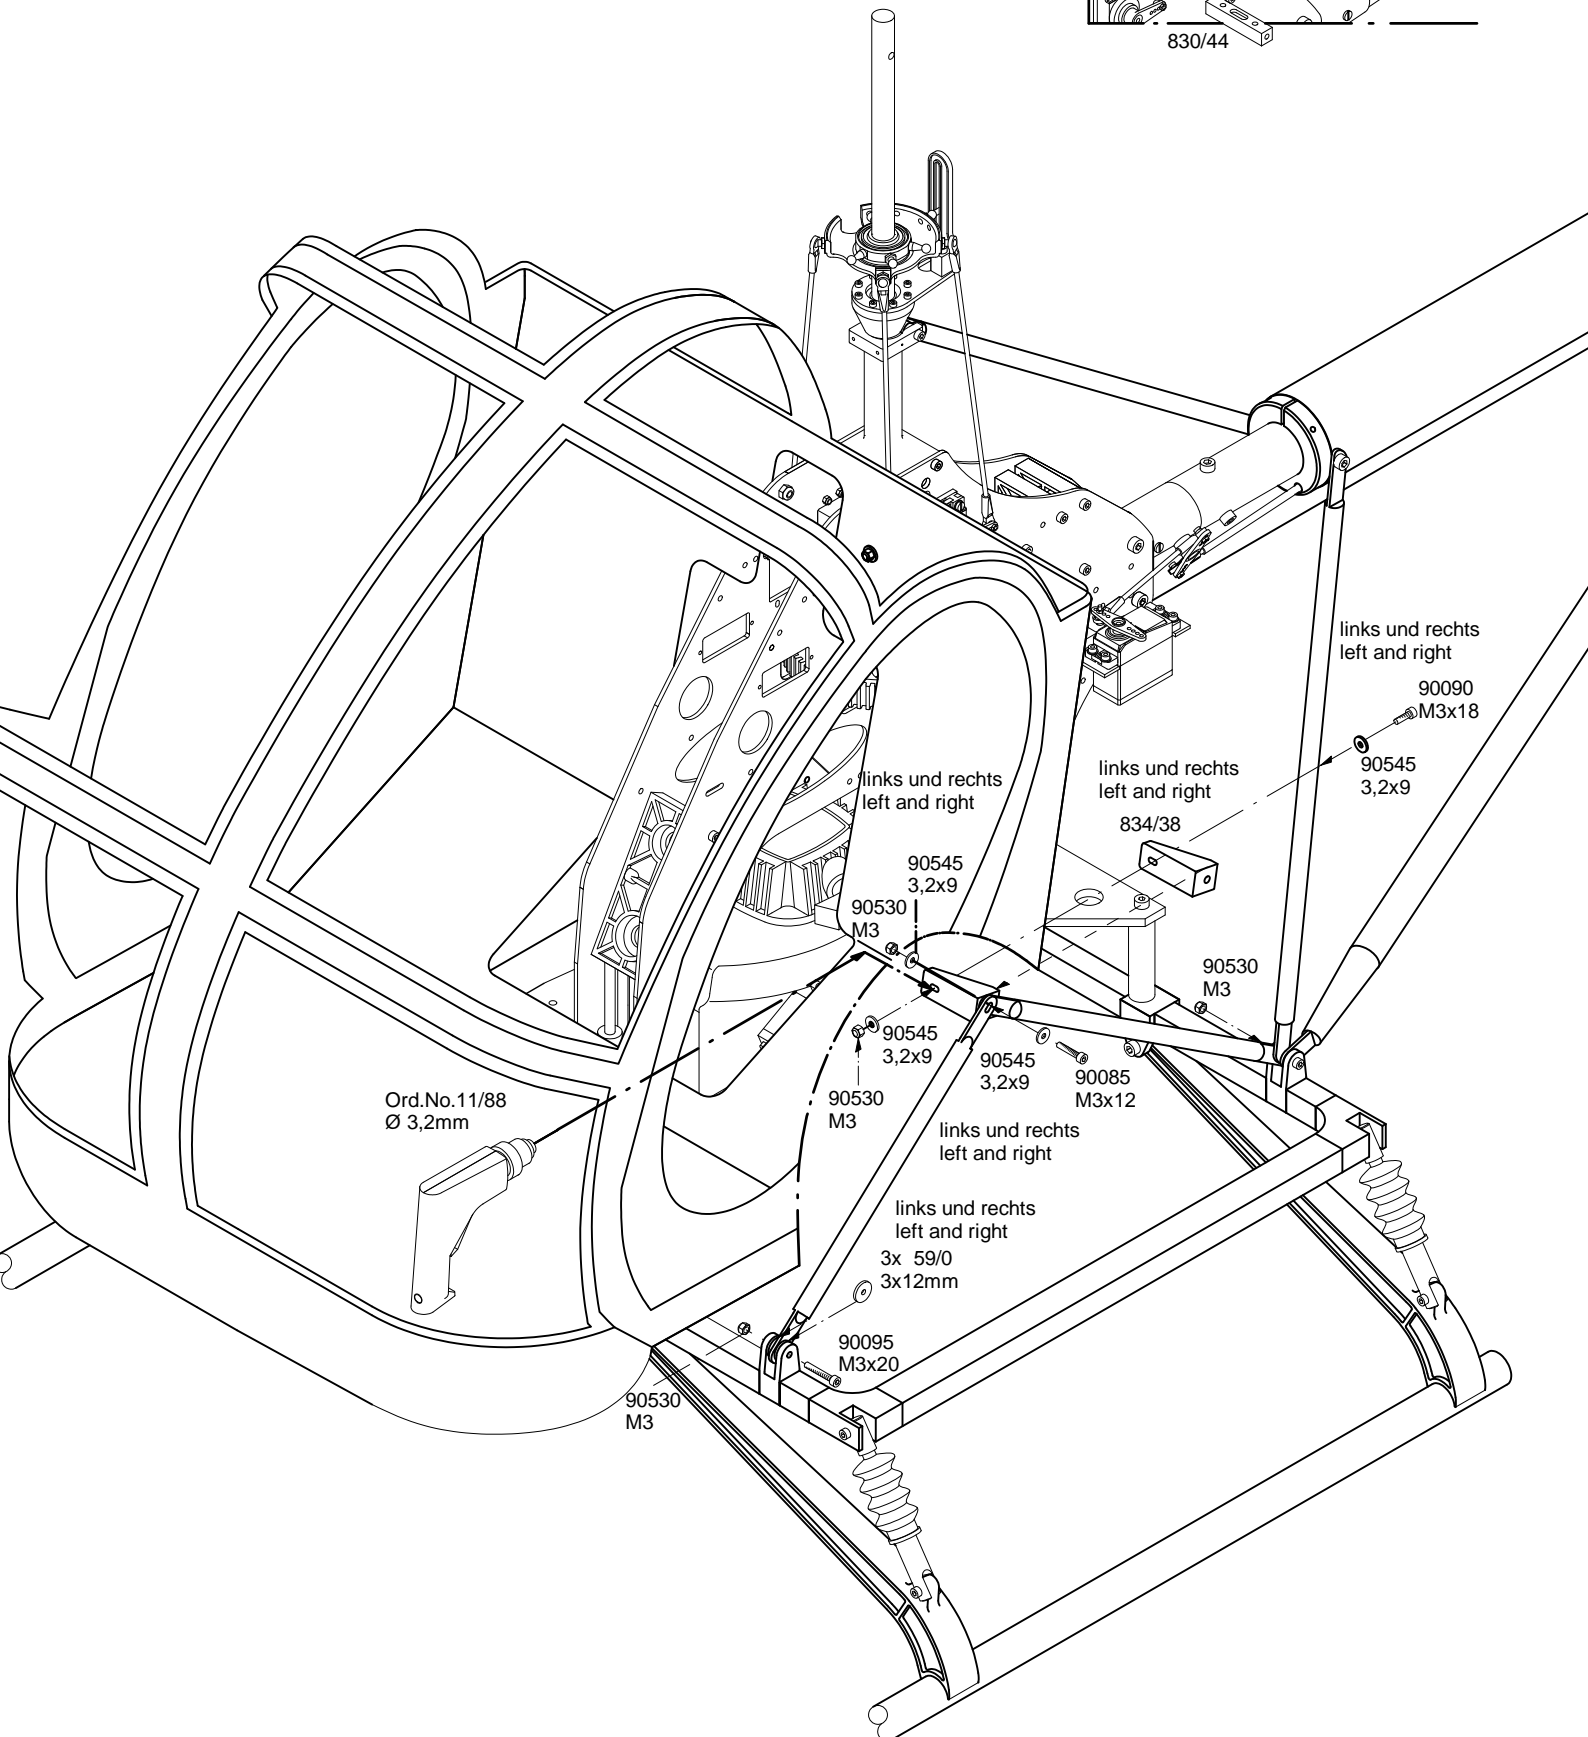 830/44
links und rechts
left and right
90090
M3x18
90545
3,2x9
links und rechts
left and right
834/38
links und rechts
left and right
90545
3,2x9
90530
M3
90530
M3
90545
3,2x9
90545
3,2x9
90085
M3x12
90530
M3
Ord.No.11/88
Ø 3,2mm
links und rechts
left and right
links und rechts
left and right
3x 59/0
3x12mm
90095
M3x20
90530
M3